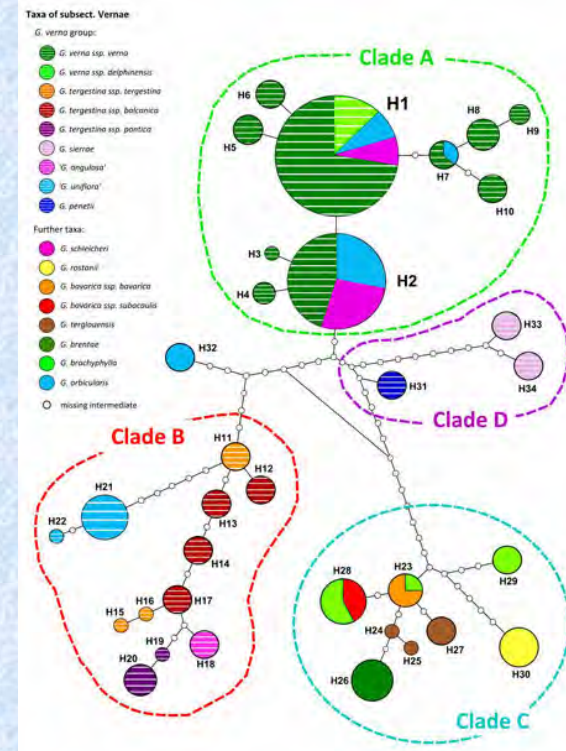 Taxa of subsect. Vernae
G. verna group:
G. verna ssp. verna
G. verna ssp. delphinensis
G. tergestina ssp. tergestina
G. tergestina ssp. balcanica
G. tergestina ssp. pontica
G. sierrae
'G. angulosa'
'G. uniflora'
G. penetii
Further taxa:
G. schleicheri
G. rostanii
G. bavarica ssp. bavarica
G. bavarica ssp. subacaulis
G. terglouensis
G. brentae
G. brachyphylla
G. orbicularis
missing intermediate
Clade A
H6
H1
H5
H8
H9
H7
H10
H3
H2
H4
Clade D
H33
H34
H32
H31
Clade B
H11
H12
H21
H13
H22
H14
H17
H16
H15
H19
H18
H20
Clade C
H23
H28
H29
H24
H25
H27
H26
H30